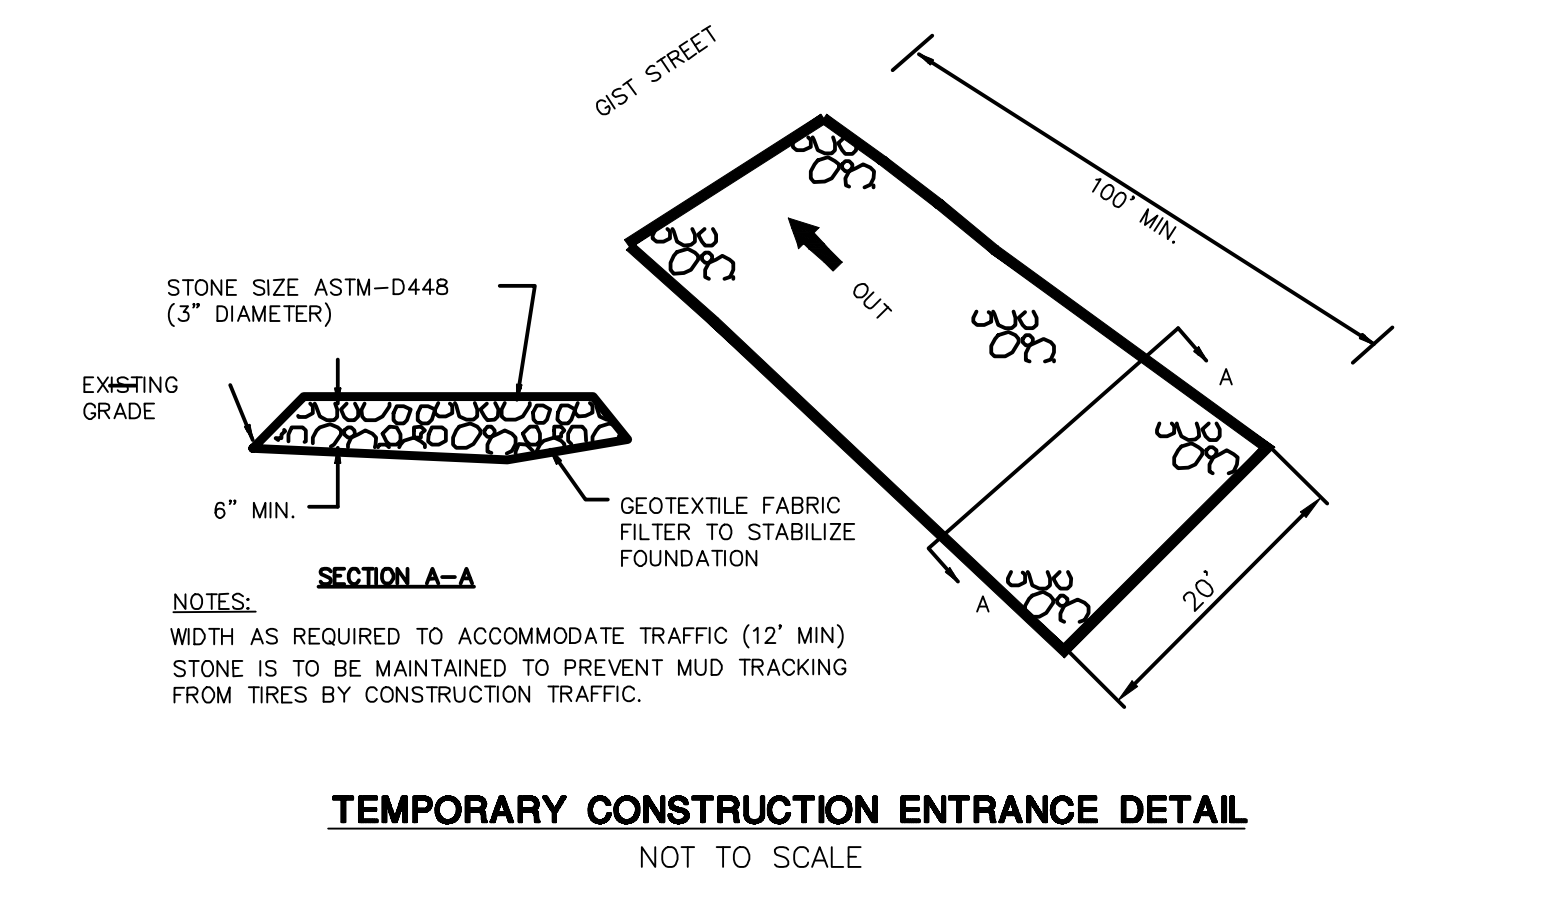 GIST STREET
100' MIN.
OUT
STONE SIZE ASTM-D448
(3" DIAMETER)
EXISTING
GRADE
A
6" MIN.
GEOTEXTILE FABRIC
FILTER TO STABILIZE
FOUNDATION
20'
A
SECTION A-A
NOTES:
WIDTH AS REQUIRED TO ACCOMMODATE TRAFFIC (12' MIN)
STONE IS TO BE MAINTAINED TO PREVENT MUD TRACKING
FROM TIRES BY CONSTRUCTION TRAFFIC.
TEMPORARY CONSTRUCTION ENTRANCE DETAIL
NOT TO SCALE